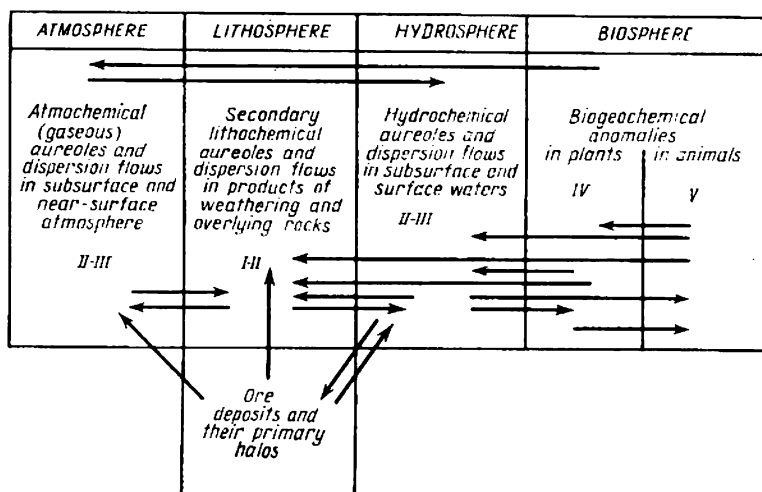 ATMOSPHERE
LITHOSPHERE
HYDROSPHERE
BIOSPHERE
Atmochemical
(gaseous)
aureoles and
dispersion flows
in subsurface and
near-surface
atmosphere
II-III
Secondary
lithochemical
aureoles and
dispersion flows
in products of
weathering and
overlying rocks
I-II
Hydrochemical
aureoles and
dispersion flows
in subsurface and
surface waters
II-III
Biogeochemical
anomalies
in plants in animals
IV V
Ore
deposits and
their primary
halos